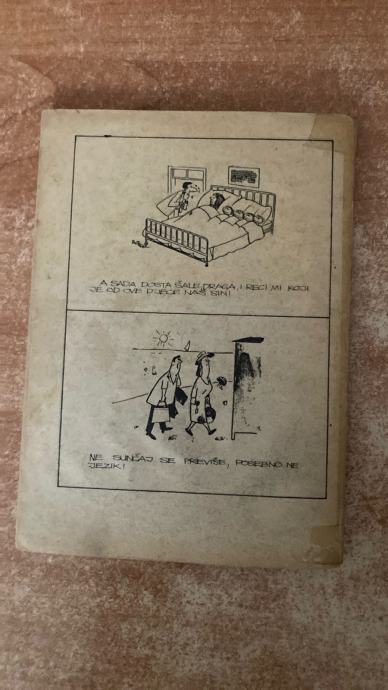 A SADA DOSTA ŠALE, DRAGA, I RECI MI KOJI
JE OD OVE DJECE NAŠ SIN!
NE SUNČAJ SE PREVIŠE, POSEBNO NE
JEZIK!